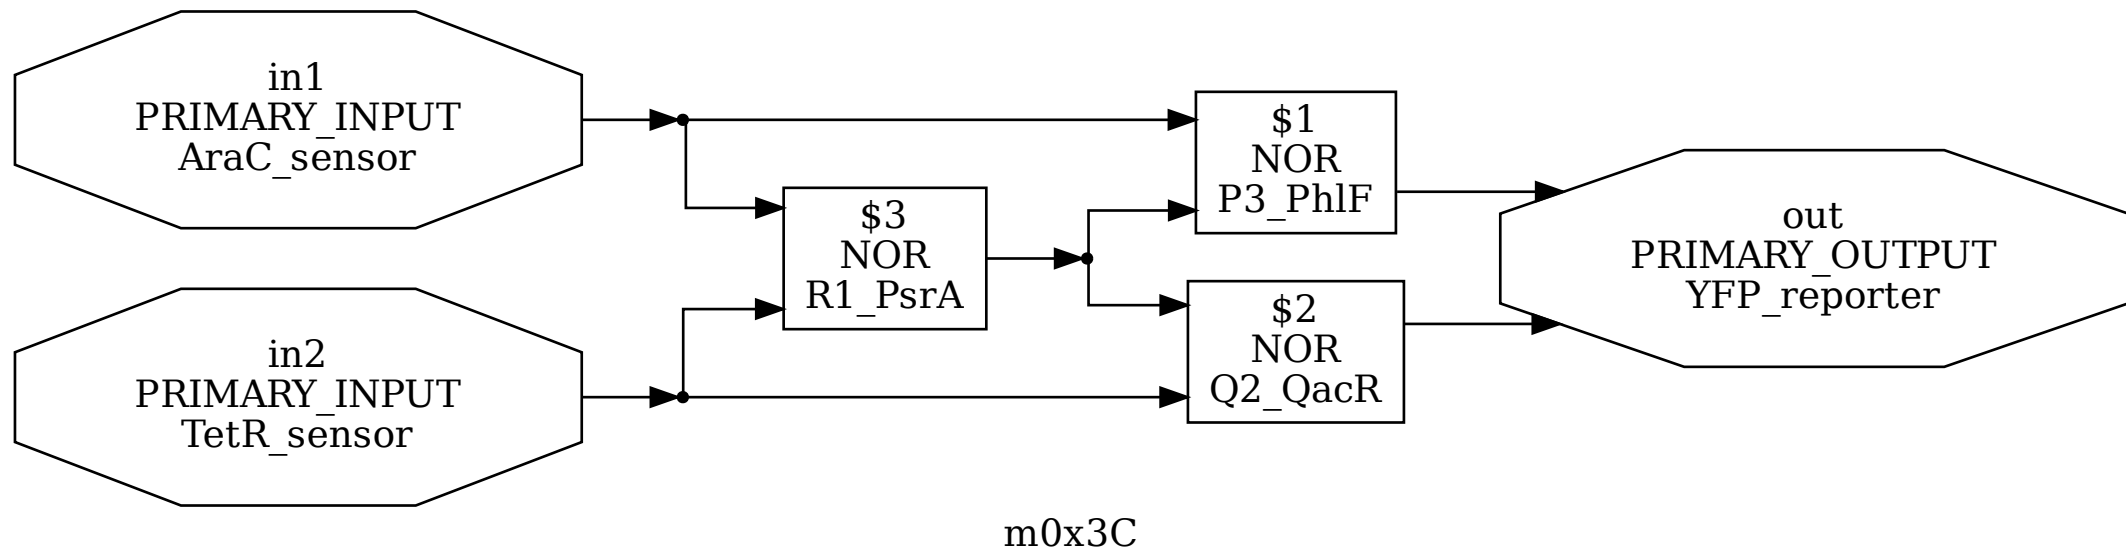 in1
PRIMARY_INPUT
AraC_sensor
in2
PRIMARY_INPUT
TetR_sensor
$3
NOR
R1_PsrA
$1
NOR
P3_PhlF
$2
NOR
Q2_QacR
out
PRIMARY_OUTPUT
YFP_reporter
m0x3C